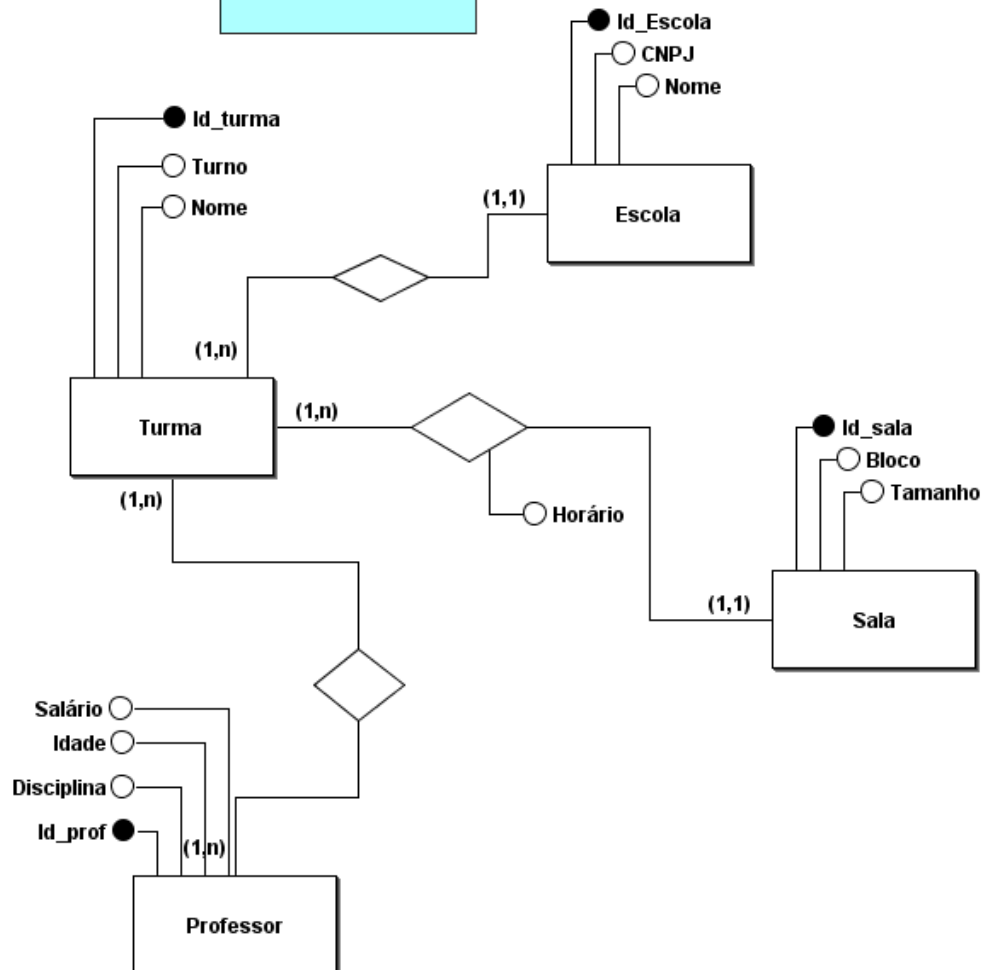 Id_Escola
CNPJ
Nome
Id_turma
Turno
Nome
(1,1)
Escola
(1,n)
Turma
(1,n)
Id_sala
Bloco
Tamanho
(1,n)
Horário
(1,1)
Sala
Salário
Idade
Disciplina
Id_prof
(1,n)
Professor